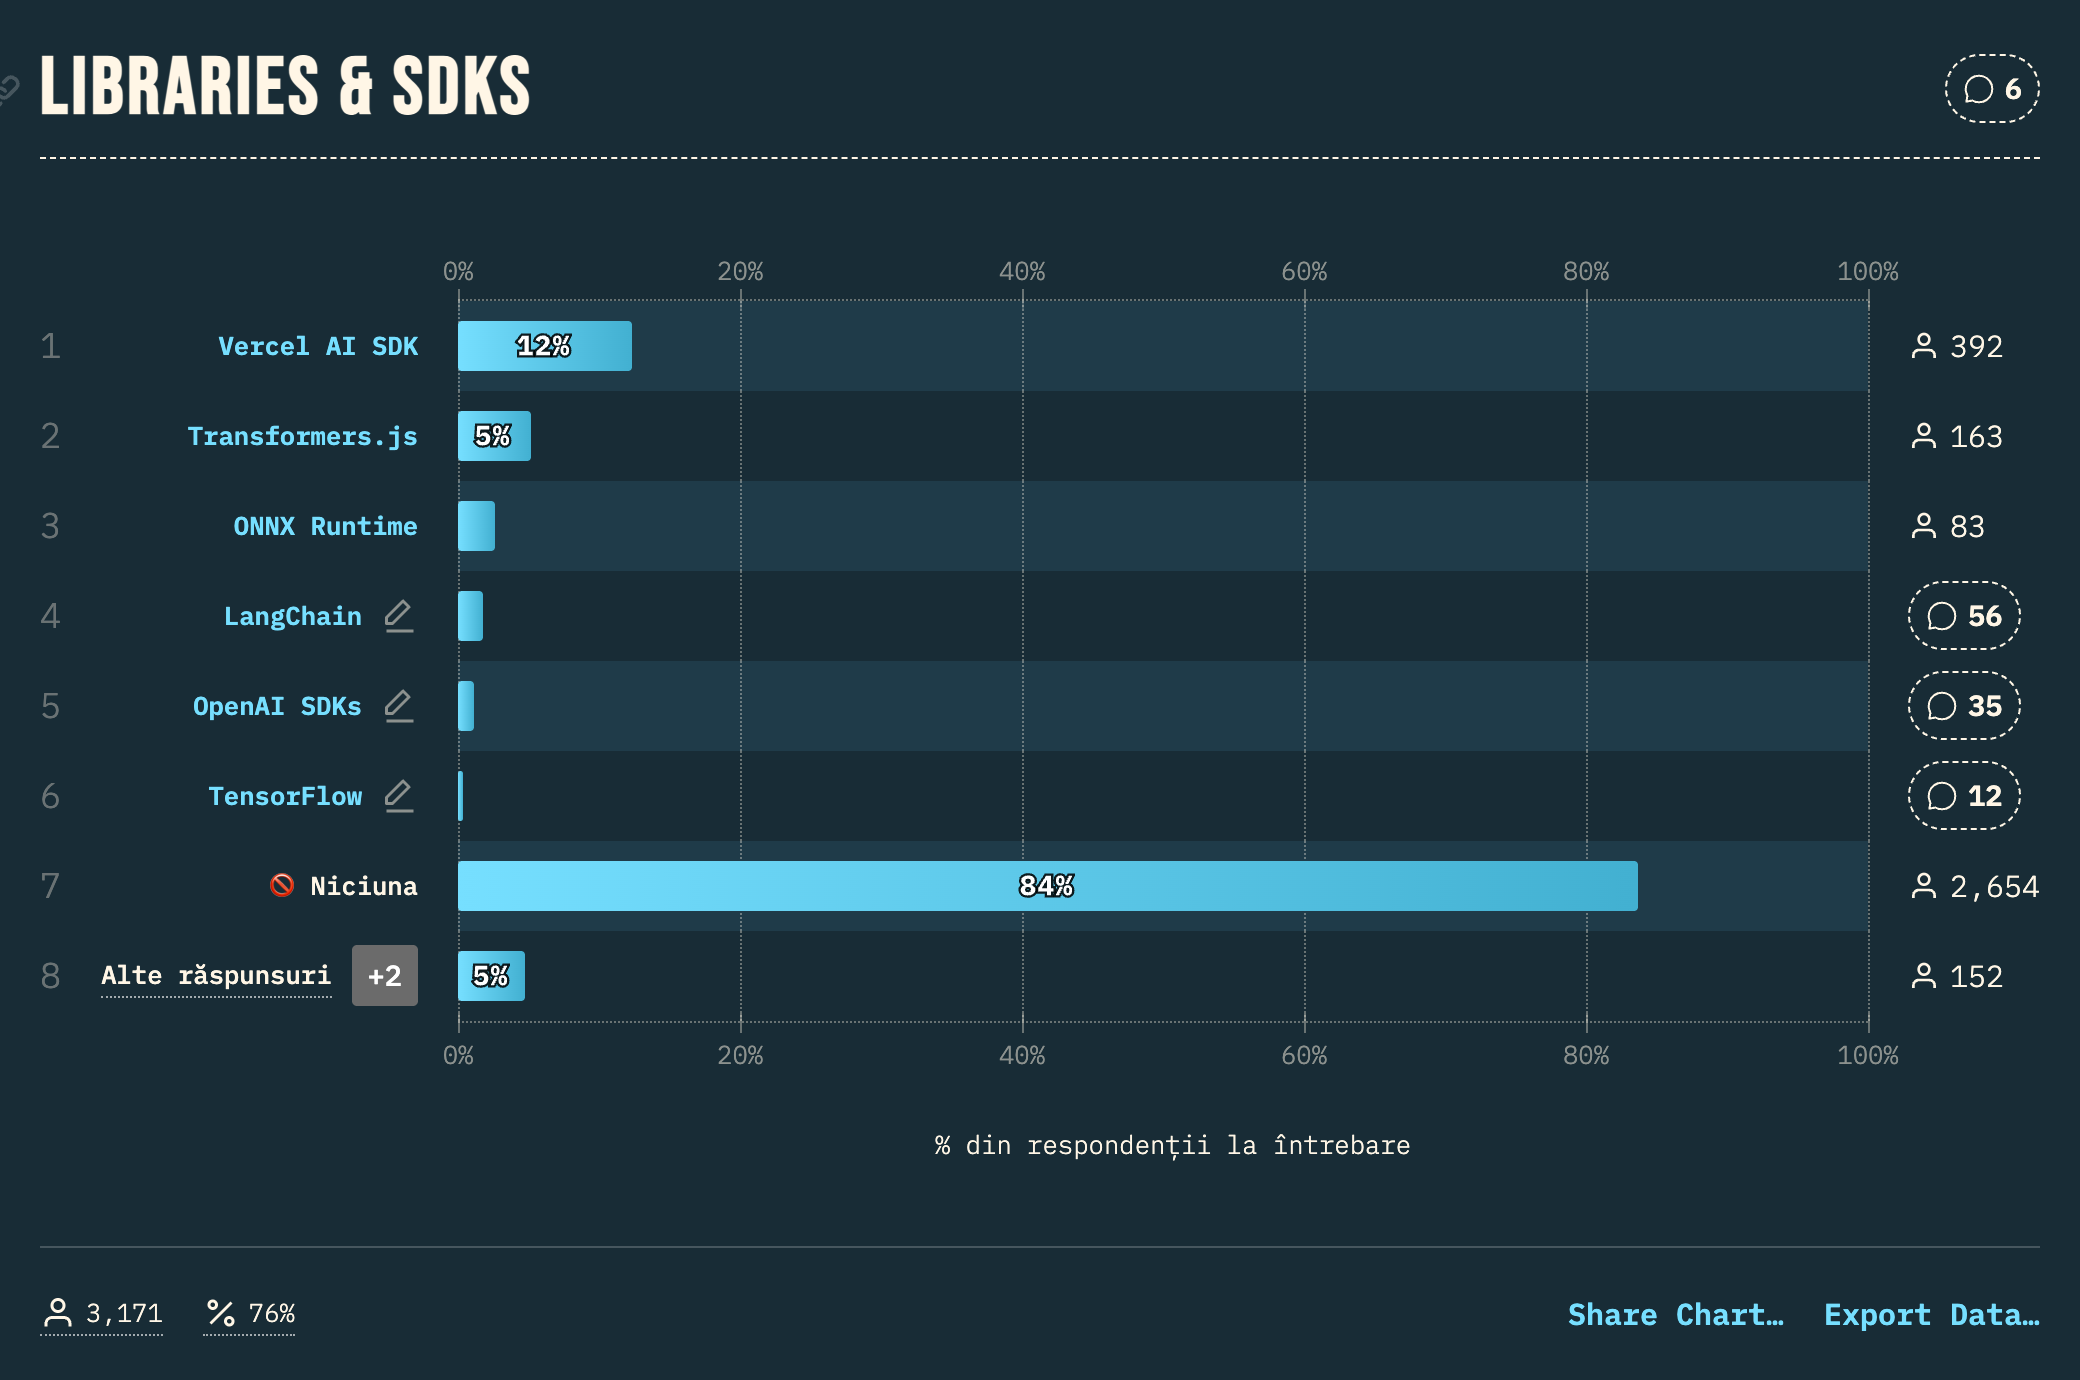 LIBRARIES & SDKS
6
0% 20% 40% 60% 80% 100%
1 Vercel AI SDK 12% 392
2 Transformers.js 5% 163
3 ONNX Runtime 83
4 LangChain 56
5 OpenAI SDKs 35
6 TensorFlow 12
7 Niciuna 84% 2,654
8 Alte răspunsuri +2 5% 152
0% 20% 40% 60% 80% 100%
% din respondenții la întrebare
3,171 76% Share Chart… Export Data…